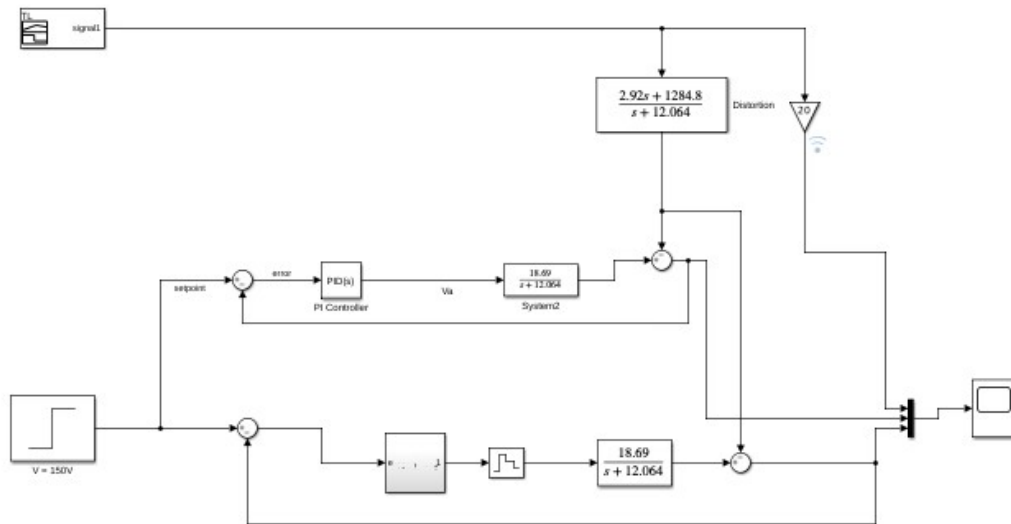 TL
signal1
2.92s + 1284.8
s + 12.064
Distortion
20
setpoint
error
PID(s)
PI Controller
Va
18.69
s + 12.064
System2
V = 150V
18.69
s + 12.064